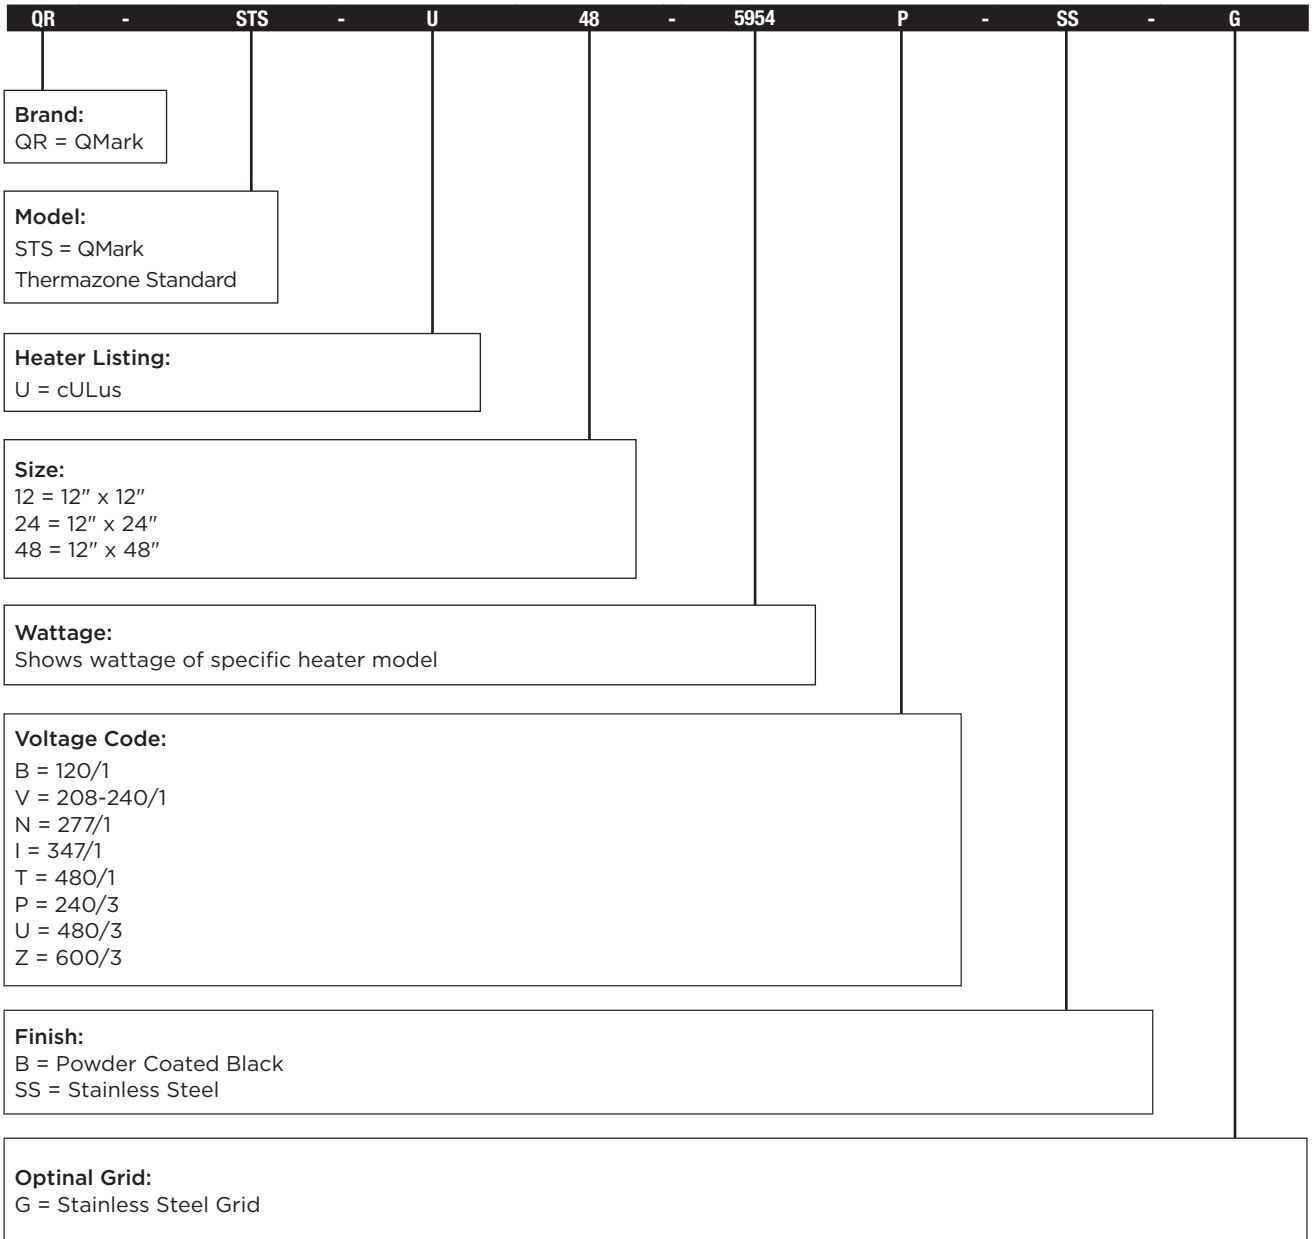 QR - STS - U 48 - 5954 P - SS - G
Brand:
QR = QMark
Model:
STS = QMark
Thermazone Standard
Heater Listing:
U = cULus
Size:
12 = 12" x 12"
24 = 12" x 24"
48 = 12" x 48"
Wattage:
Shows wattage of specific heater model
Voltage Code:
B = 120/1
V = 208-240/1
N = 277/1
I = 347/1
T = 480/1
P = 240/3
U = 480/3
Z = 600/3
Finish:
B = Powder Coated Black
SS = Stainless Steel
Optinal Grid:
G = Stainless Steel Grid